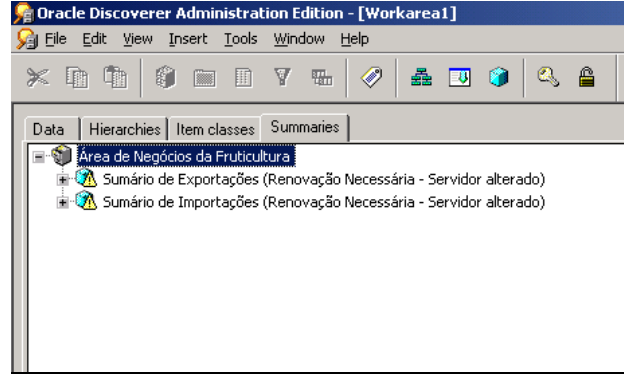 Oracle Discoverer Administration Edition - [Workarea1]
File Edit View Insert Tools Window Help
Data Hierarchies Item classes Summaries
Área de Negócios da Fruticultura
Sumário de Exportações (Renovação Necessária - Servidor alterado)
Sumário de Importações (Renovação Necessária - Servidor alterado)